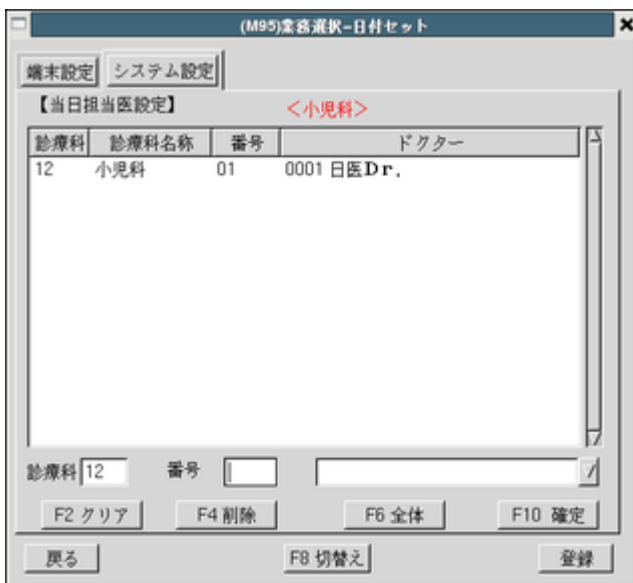 (M95)業務選択-日付セット
端末設定 システム設定
【当日担当医設定】 <小児科>
診療科 診療科名称 番号 ドクター
12 小児科 01 0001 日医Dr.
診療科 12 番号
F2 クリア F4 削除 F6 全体 F10 確定
戻る F8 切替え 登録